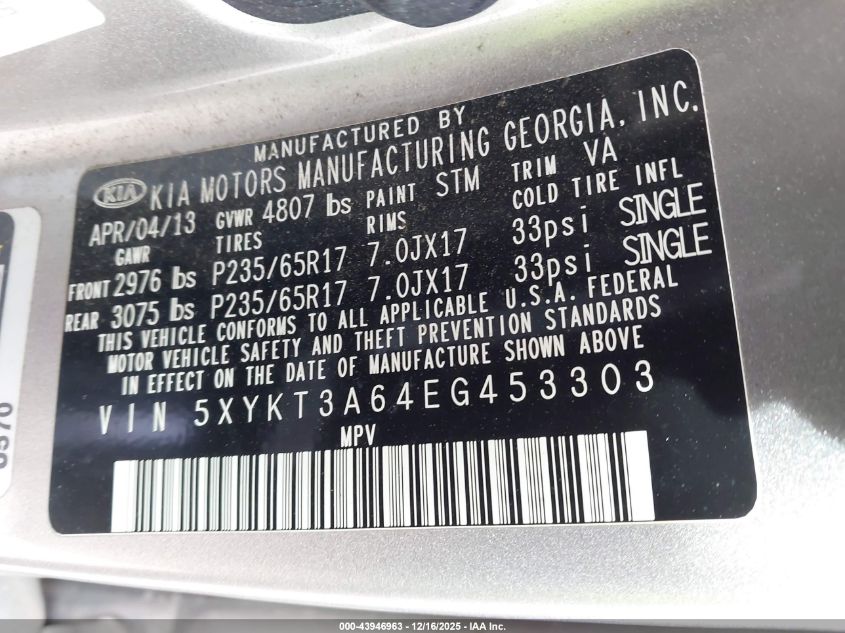 MANUFACTURED BY
KIA KIA MOTORS MANUFACTURING GEORGIA, INC.
APR/04/13 GVWR 4807 lbs PAINT STM TRIM VA
GAWR TIRES RIMS COLD TIRE INFL
FRONT 2976 lbs P235/65R17 7.0JX17 33psi SINGLE
REAR 3075 lbs P235/65R17 7.0JX17 33psi SINGLE
THIS VEHICLE CONFORMS TO ALL APPLICABLE U.S.A. FEDERAL
MOTOR VEHICLE SAFETY AND THEFT PREVENTION STANDARDS
IN EFFECT ON THE DATE OF MANUFACTURE SHOWN ABOVE
VIN 5XYKT3A64EG453303
MPV
000-43946963 - 12/16/2025 - IAA Inc.